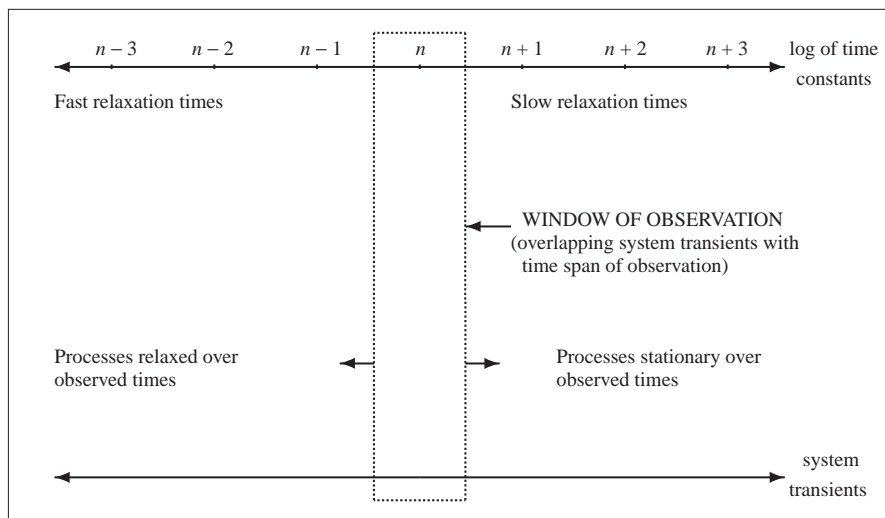 n − 3 n − 2 n − 1 n n + 1 n + 2 n + 3 log of time
constants
Fast relaxation times Slow relaxation times
WINDOW OF OBSERVATION
(overlapping system transients with
time span of observation)
Processes relaxed over
observed times
Processes stationary over
observed times
system
transients